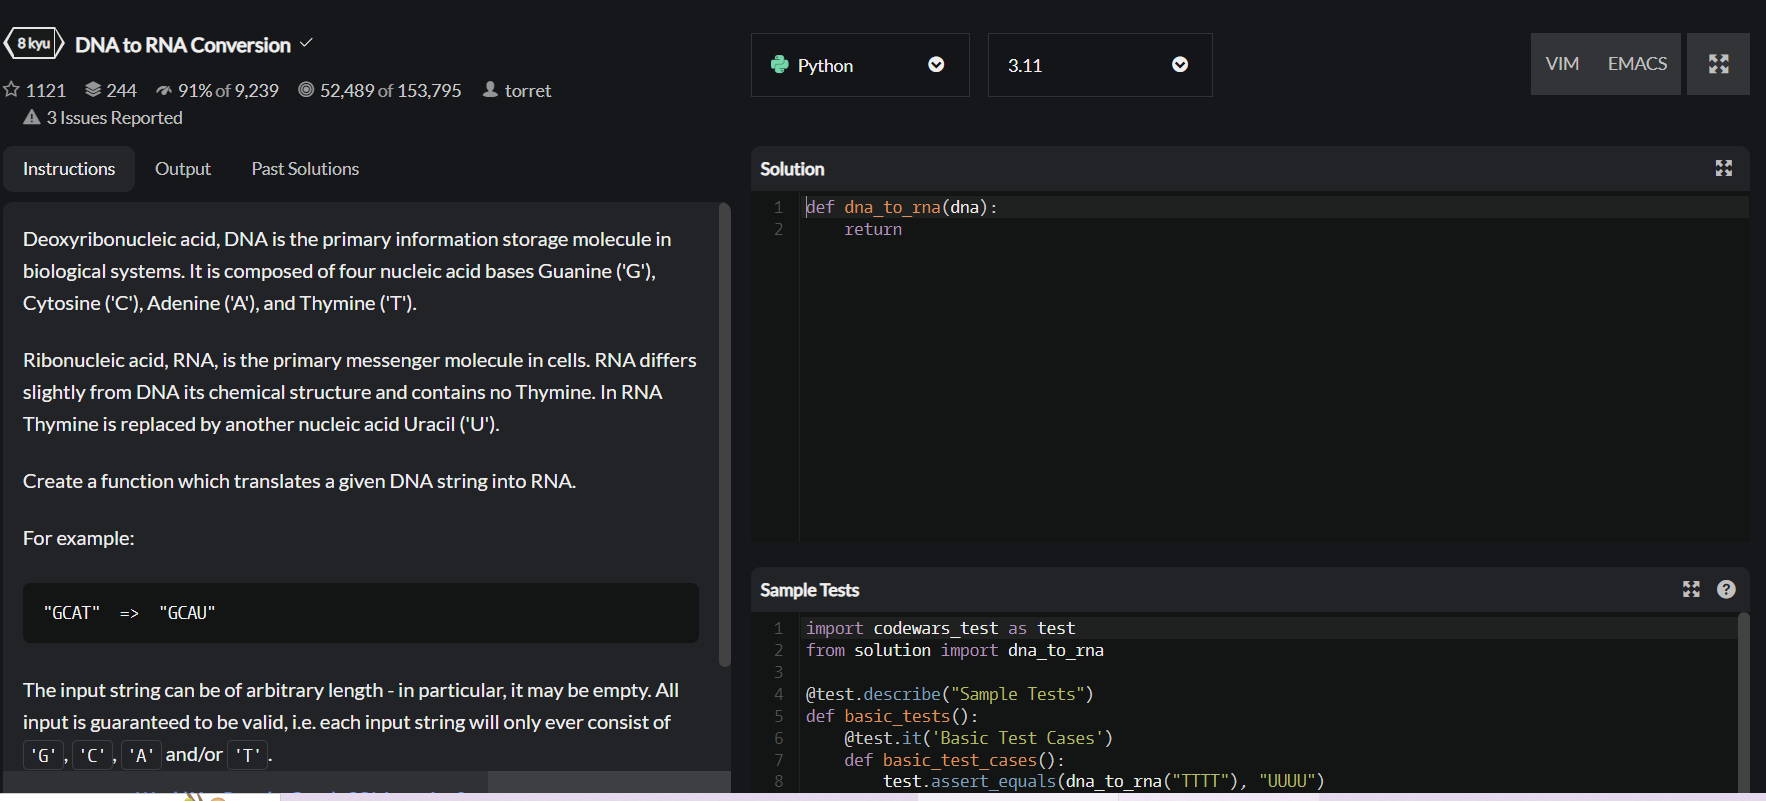 8 kyu DNA to RNA Conversion
1121 244 91% of 9,239 52,489 of 153,795 torret
3 Issues Reported
Instructions Output Past Solutions
Deoxyribonucleic acid, DNA is the primary information storage molecule in
biological systems. It is composed of four nucleic acid bases Guanine ('G'),
Cytosine ('C'), Adenine ('A'), and Thymine ('T').
Ribonucleic acid, RNA, is the primary messenger molecule in cells. RNA differs
slightly from DNA its chemical structure and contains no Thymine. In RNA
Thymine is replaced by another nucleic acid Uracil ('U').
Create a function which translates a given DNA string into RNA.
For example:
"GCAT" => "GCAU"
The input string can be of arbitrary length - in particular, it may be empty. All
input is guaranteed to be valid, i.e. each input string will only ever consist of
'G', 'C', 'A' and/or 'T'.
Python 3.11 VIM EMACS
Solution
1 def dna_to_rna(dna):
2 return
Sample Tests
1 import codewars_test as test
2 from solution import dna_to_rna
3
4 @test.describe("Sample Tests")
5 def basic_tests():
6 @test.it('Basic Test Cases')
7 def basic_test_cases():
8 test.assert_equals(dna_to_rna("TTTT"), "UUUU")